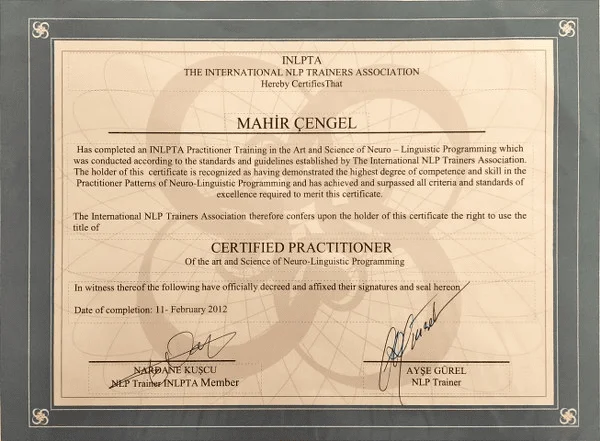 INLPTA
THE INTERNATIONAL NLP TRAINERS ASSOCIATION
Hereby CertifiesThat
MAHİR ÇENGEL
Has completed an INLPTA Practitioner Training in the Art and Science of Neuro – Linguistic Programming which
was conducted according to the standards and guidelines established by The International NLP Trainers Association.
The holder of this certificate is recognized as having demonstrated the highest degree of competence and skill in the
Practitioner Patterns of Neuro-Linguistic Programming and has achieved and surpassed all criteria and standards of
excellence required to merit this certificate.
The International NLP Trainers Association therefore confers upon the holder of this certificate the right to use the
title of
CERTIFIED PRACTITIONER
Of the art and Science of Neuro-Linguistic Programming
In witness thereof the following have officially decreed and affixed their signatures and seal hereon
Date of completion: 11- February 2012
NARDANE KUŞCU
NLP Trainer INLPTA Member
AYŞE GÜREL
NLP Trainer